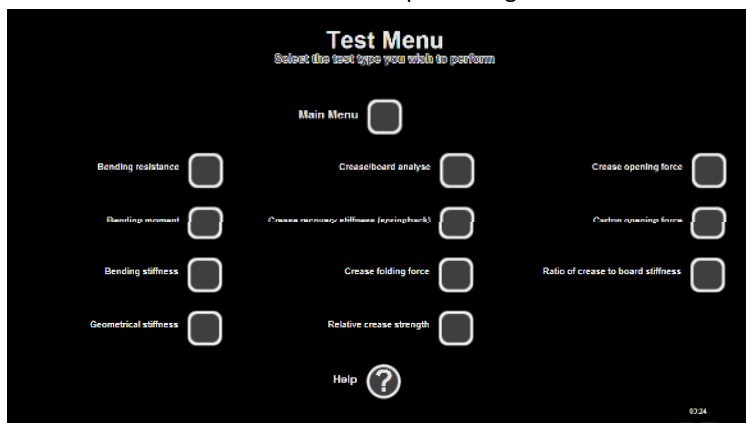 Test Menu
Select the test type you wish to perform
Main Menu
Bending resistance
Crease/board analyse
Crease opening force
Bending moment
Crease recovery stiffness (springback)
Carton opening force
Bending stiffness
Crease folding force
Ratio of crease to board stiffness
Geometrical stiffness
Relative crease strength
Help
?
03:24